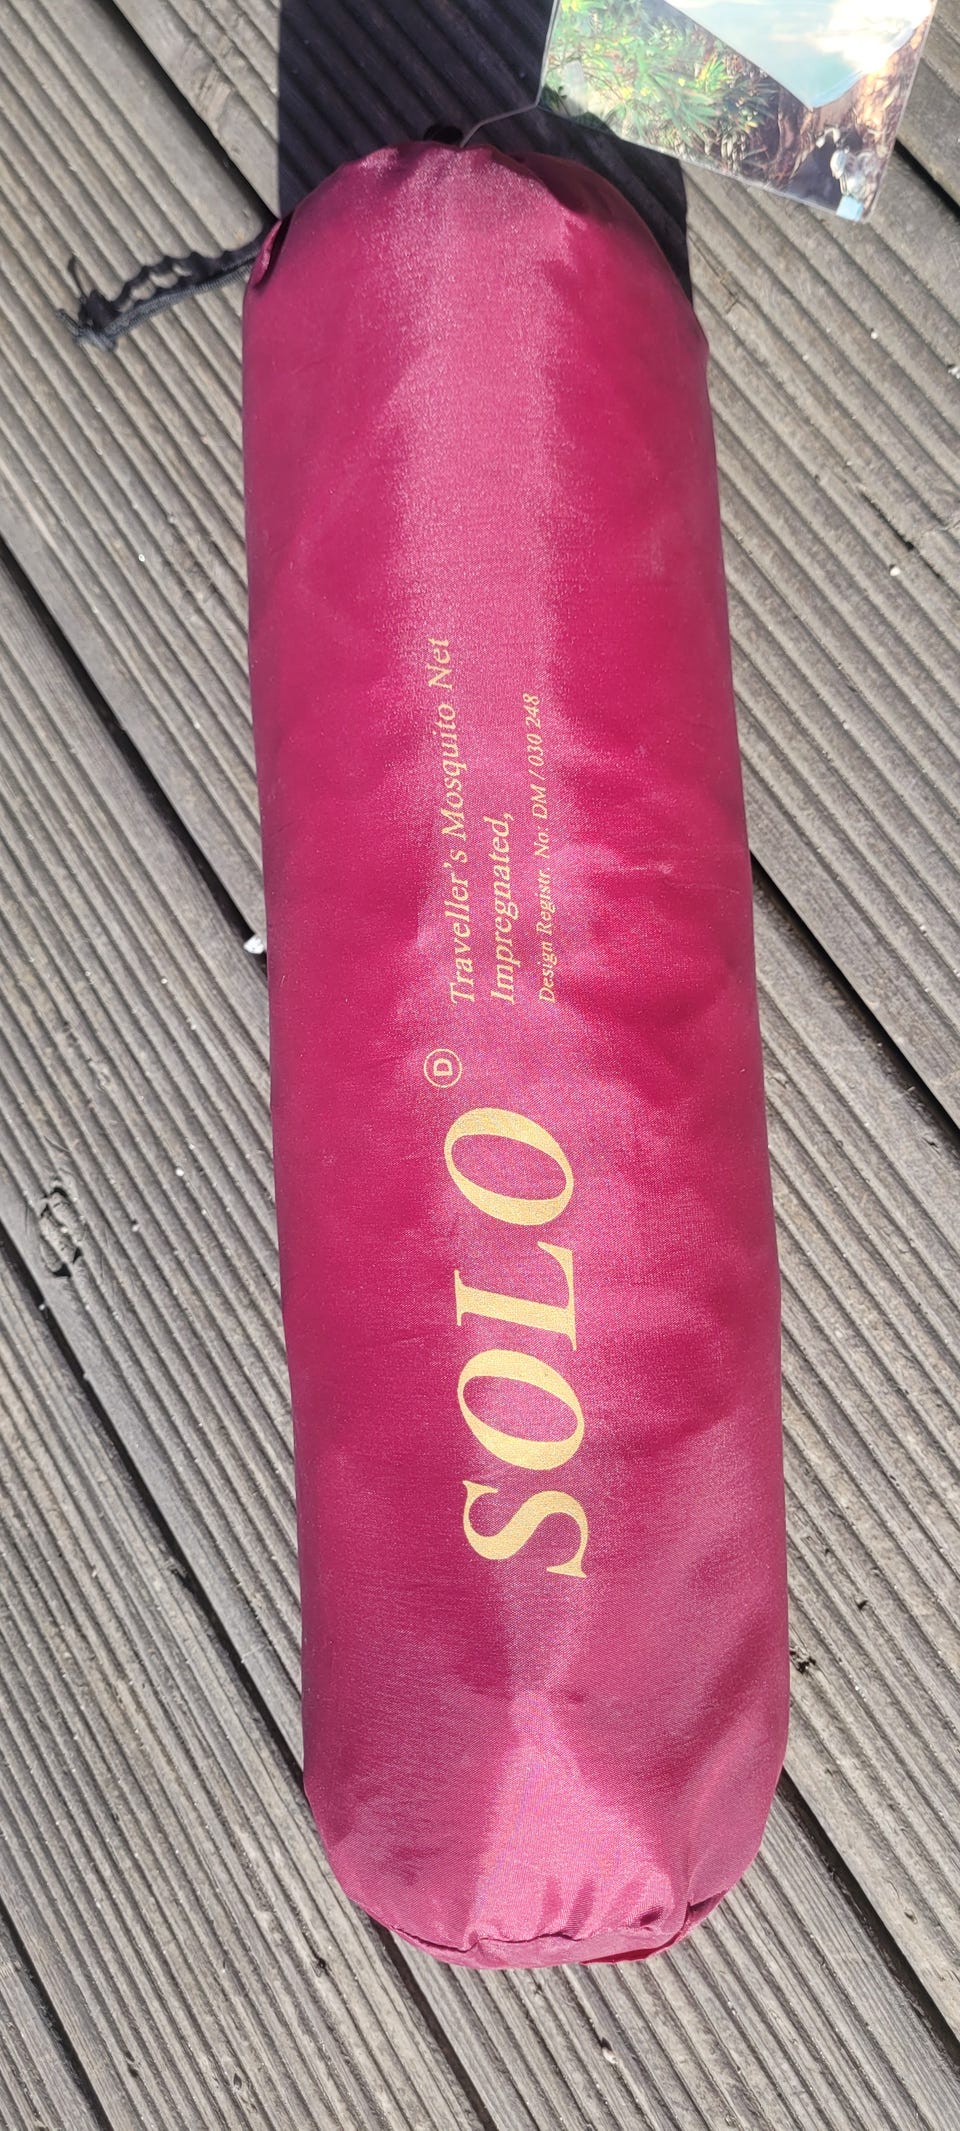 SOLO Ⓓ
Traveller's Mosquito Net
Impregnated,
Design Registr. No: DM / 030 248